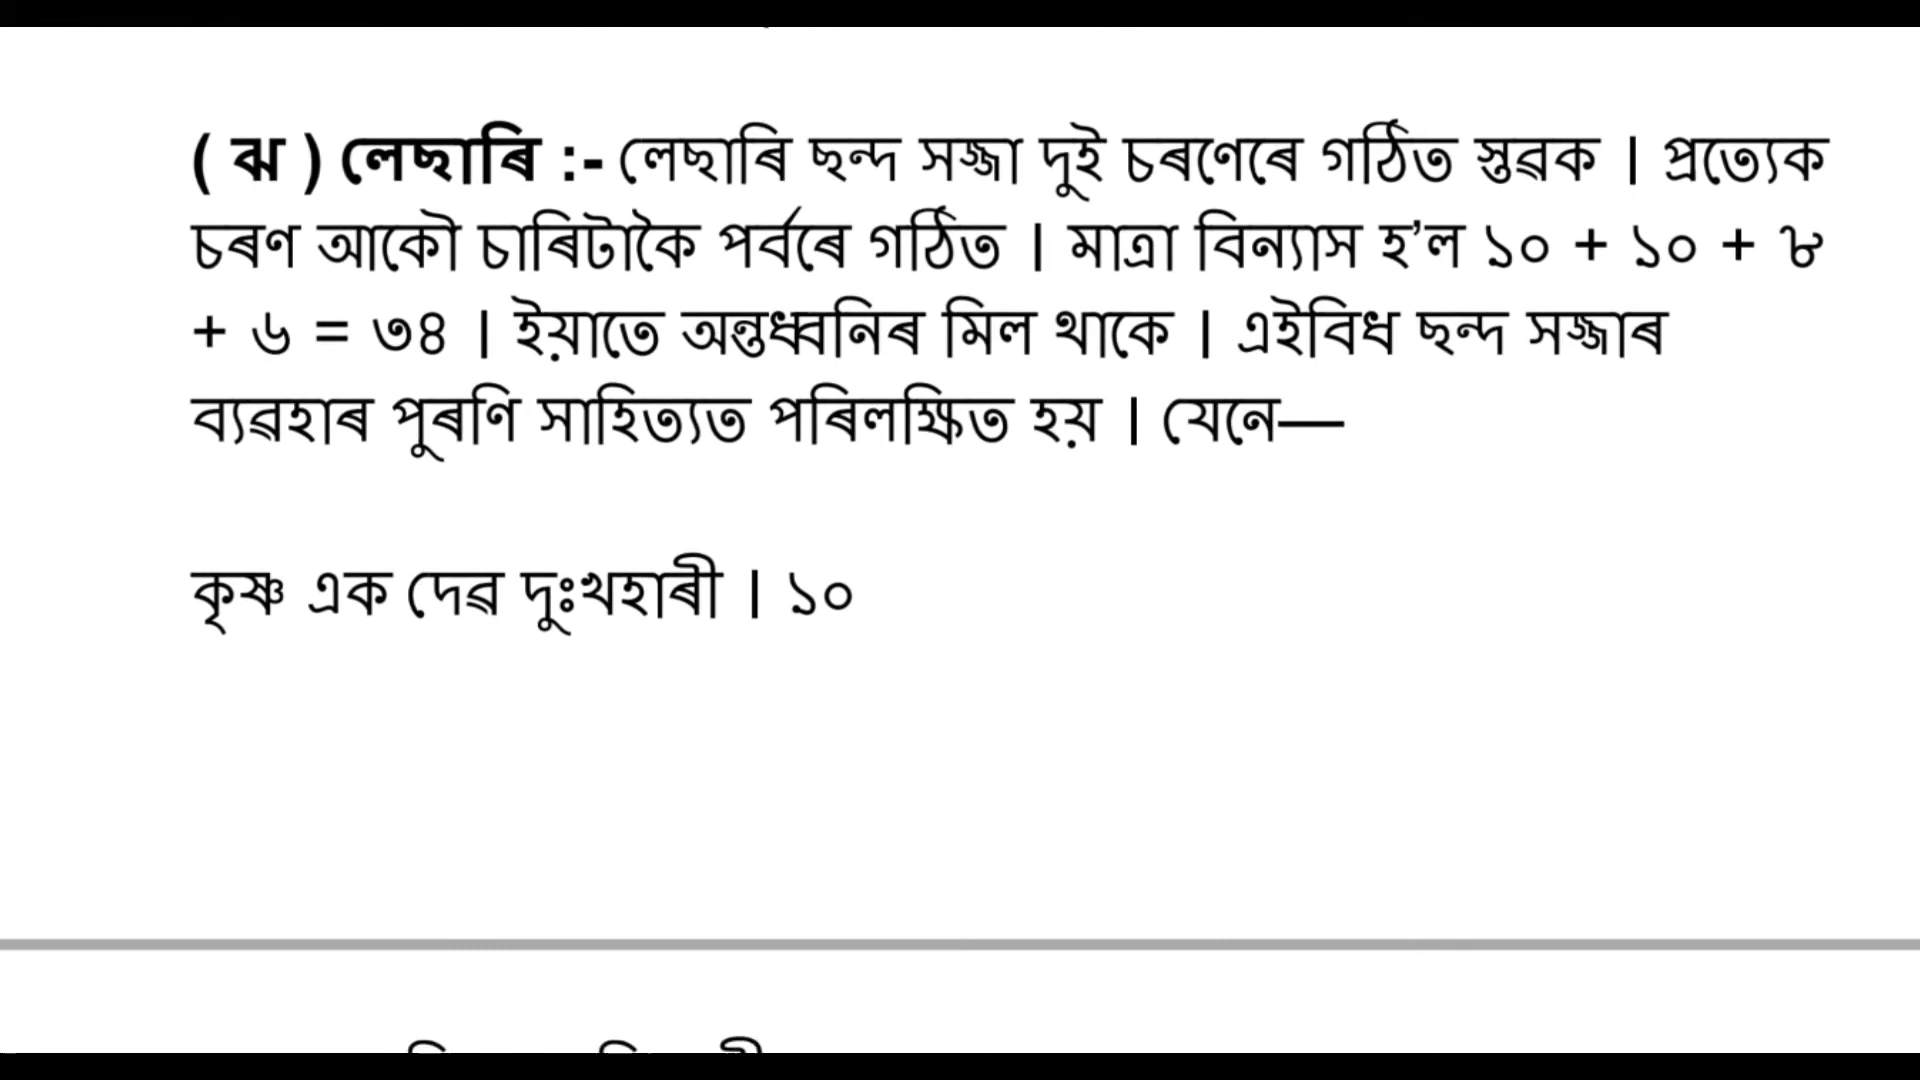 ( ঝ ) লেছাৰি :- লেছাৰি ছন্দ সজ্জা দুই চৰণেৰে গঠিত স্তৱক । প্ৰত্যেক
চৰণ আকৌ চাৰিটাকৈ পৰ্বৰে গঠিত । মাত্ৰা বিন্যাস হ’ল ১০ + ১০ + ৮
+ ৬ = ৩৪ । ইয়াতে অন্তধ্বনিৰ মিল থাকে । এইবিধ ছন্দ সজ্জাৰ
ব্যৱহাৰ পুৰণি সাহিত্যত পৰিলক্ষিত হয় । যেনে—
কৃষ্ণ এক দেৱ দুঃখহাৰী । ১০